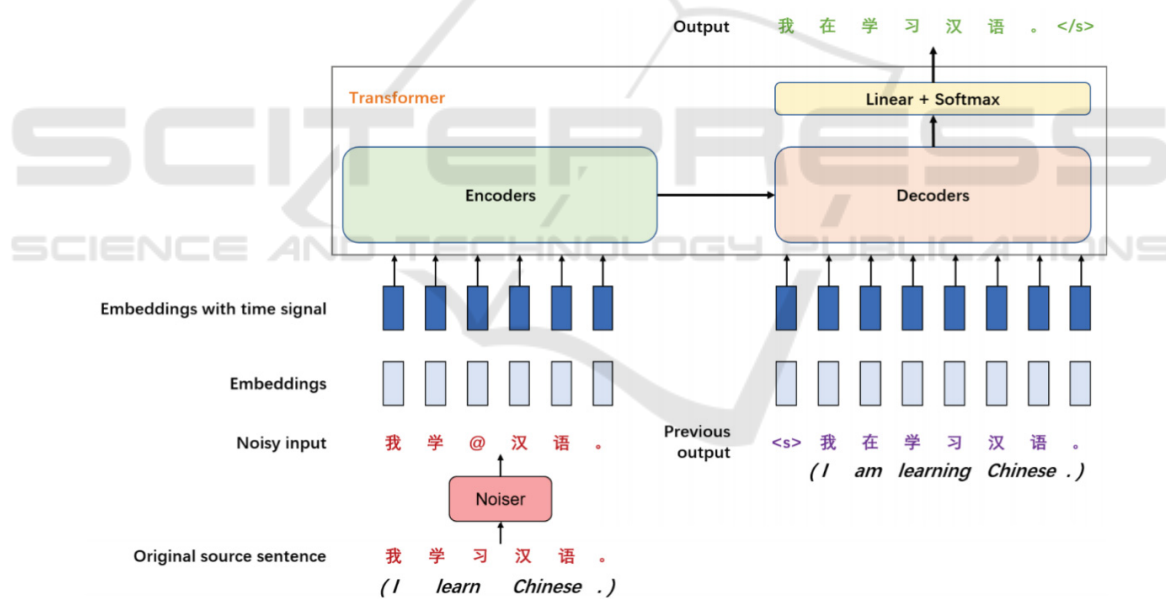 Output 我 在 学 习 汉 语 。 </s>
Transformer
Linear + Softmax
Encoders
Decoders
SCITEPRESS
SCIENCE AND TECHNOLOGY PUBLICATIONS
Embeddings with time signal
Embeddings
Noisy input 我 学 @ 汉 语 。
Previous output <s> 我 在 学 习 汉 语 。
( I am learning Chinese . )
Noiser
Original source sentence 我 学 习 汉 语 。
( I learn Chinese . )